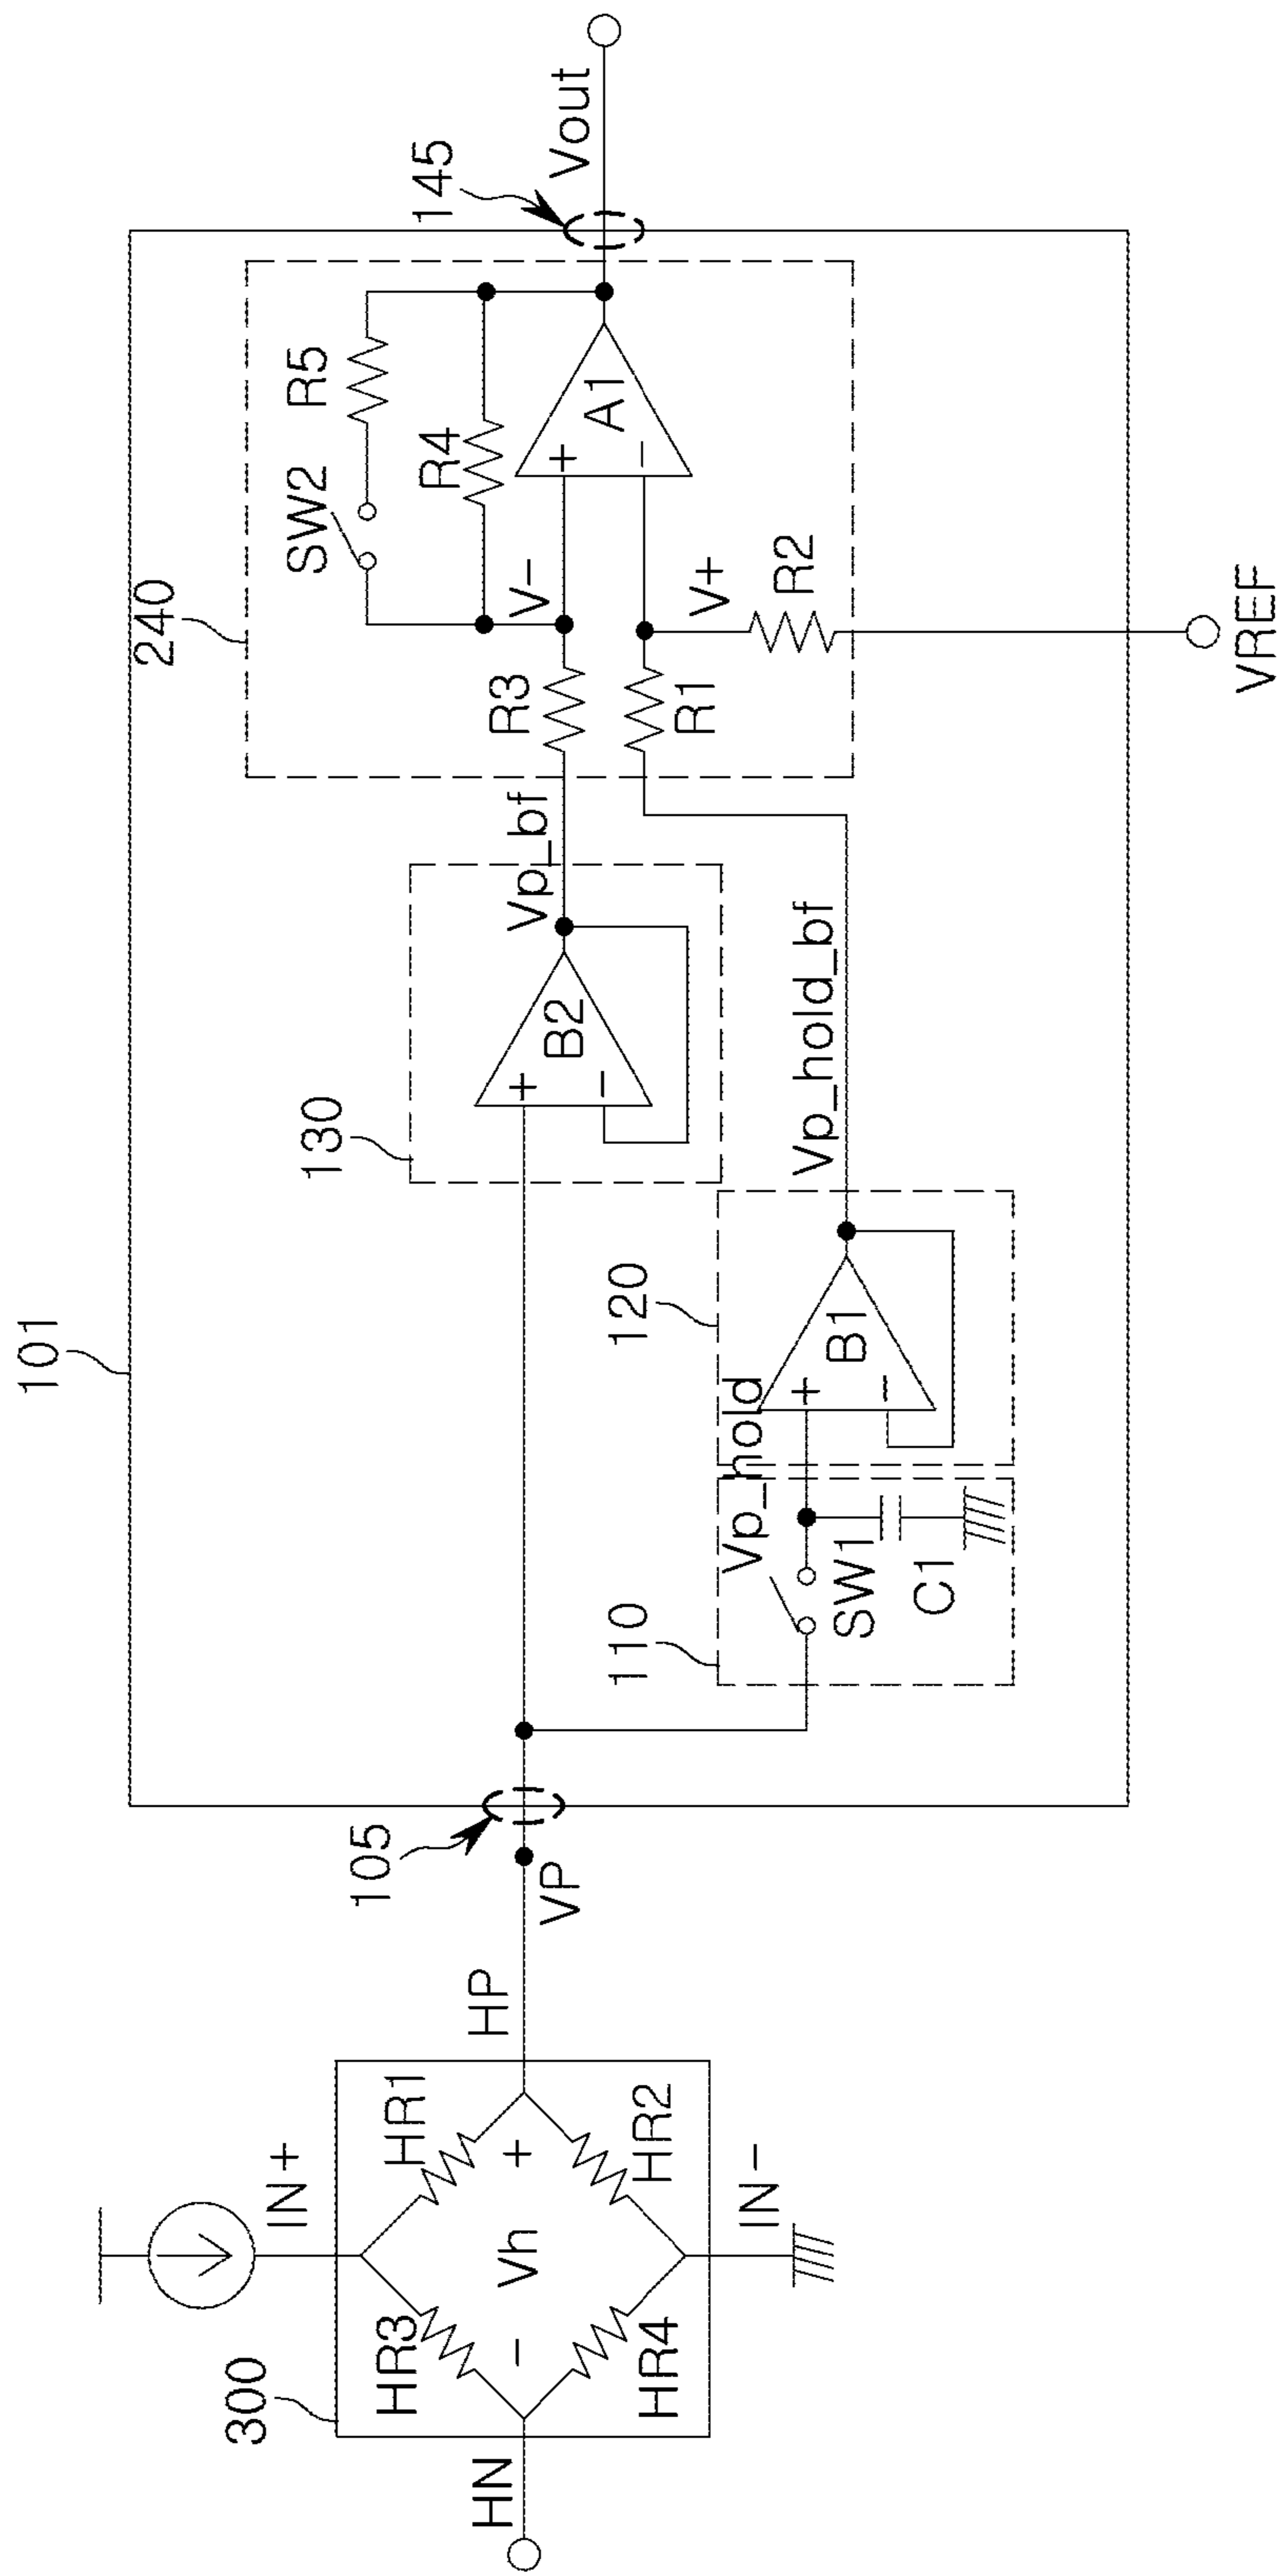 101
240
145
SW2
R5
R4
Vout
130
Vp_bf
R3
V-
+
A1
-
B2
+
-
R1
V+
R2
105
VP
HP
Vp_hold_bf
120
110
Vp_hold
+
B1
-
SW1
C1
VREF
300
IN+
HR3
HR1
HN
-
Vh
+
HR4
HR2
IN-